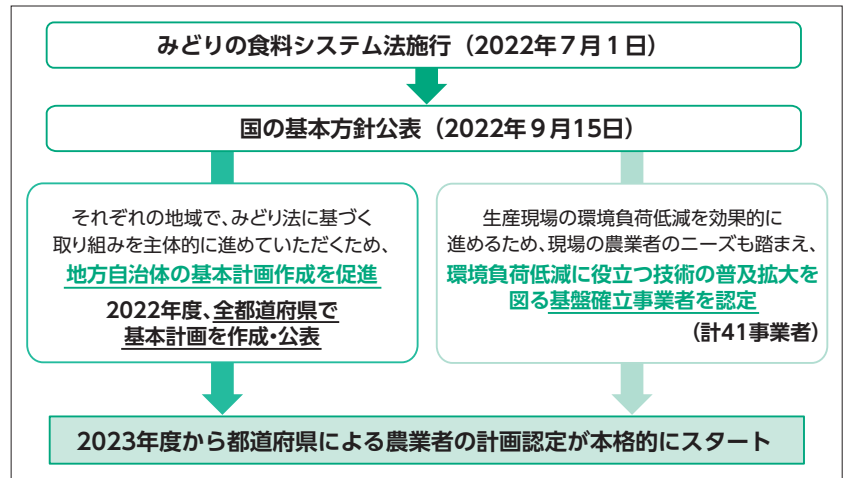 みどりの食料システム法施行（2022年７月１日）
国の基本方針公表（2022年９月15日）
それぞれの地域で、みどり法に基づく
取り組みを主体的に進めていただくため、
地方自治体の基本計画作成を促進
2022年度、全都道府県で
基本計画を作成・公表
生産現場の環境負荷低減を効果的に
進めるため、現場の農業者のニーズも踏まえ、
環境負荷低減に役立つ技術の普及拡大を
図る基盤確立事業者を認定
（計41事業者）
2023年度から都道府県による農業者の計画認定が本格的にスタート